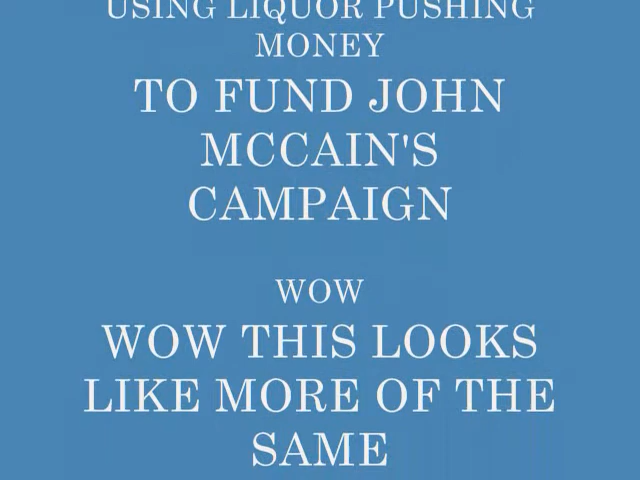 USING LIQUOR PUSHING
MONEY
TO FUND JOHN
MCCAIN'S
CAMPAIGN
WOW
WOW THIS LOOKS
LIKE MORE OF THE
SAME